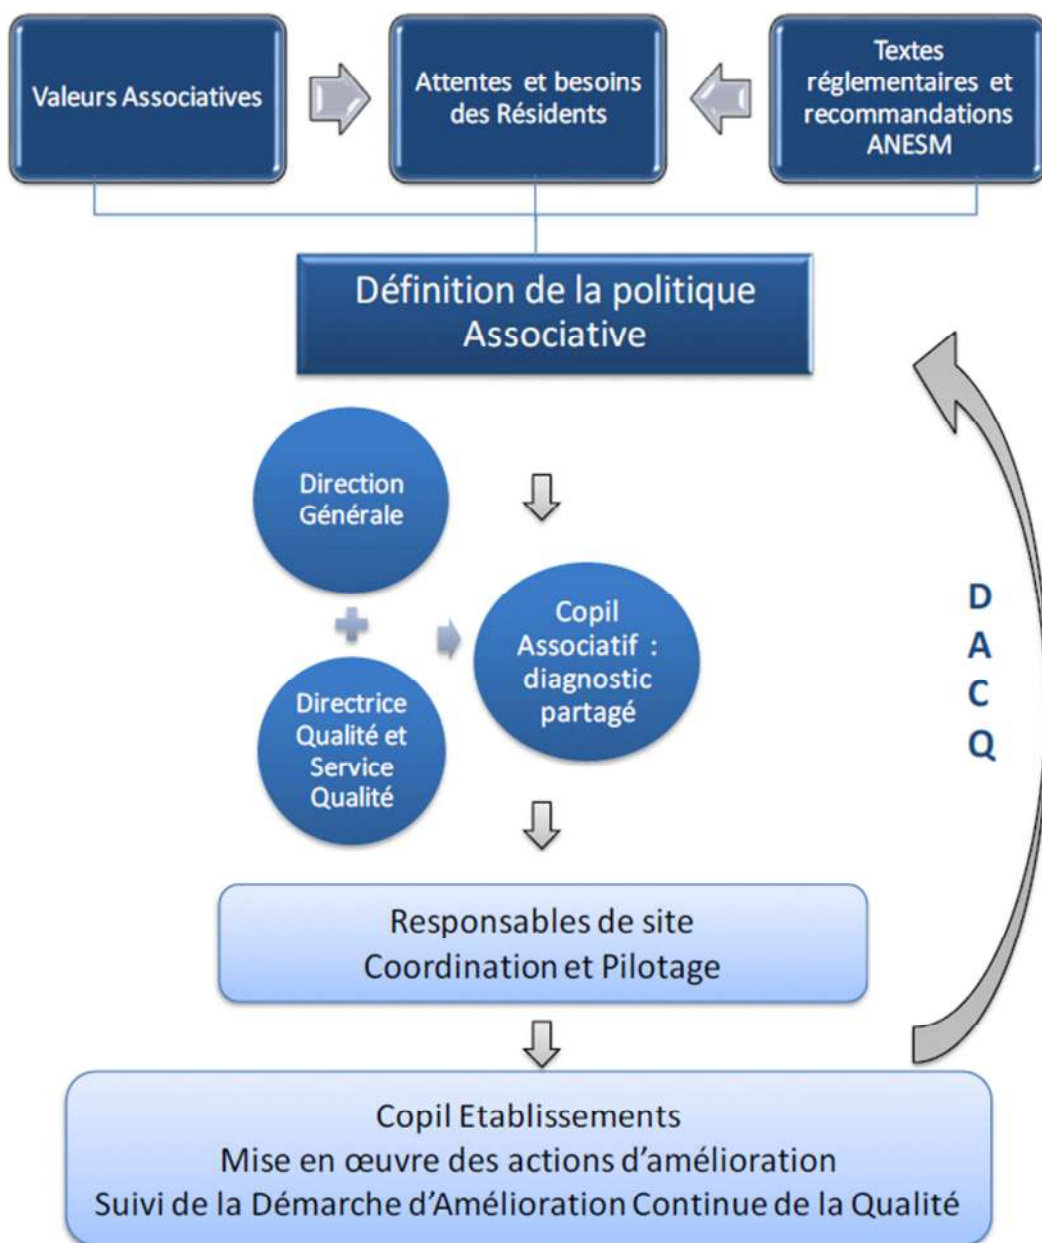 Valeurs Associatives
Attentes et besoins
des Résidents
Textes
réglementaires et
recommandations
ANESM
Définition de la politique
Associative
Direction
Générale
Copil
Associatif :
diagnostic
partagé
Directrice
Qualité et
Service
Qualité
D
A
C
Q
Responsables de site
Coordination et Pilotage
Copil Etablissements
Mise en œuvre des actions d’amélioration
Suivi de la Démarche d’Amélioration Continue de la Qualité